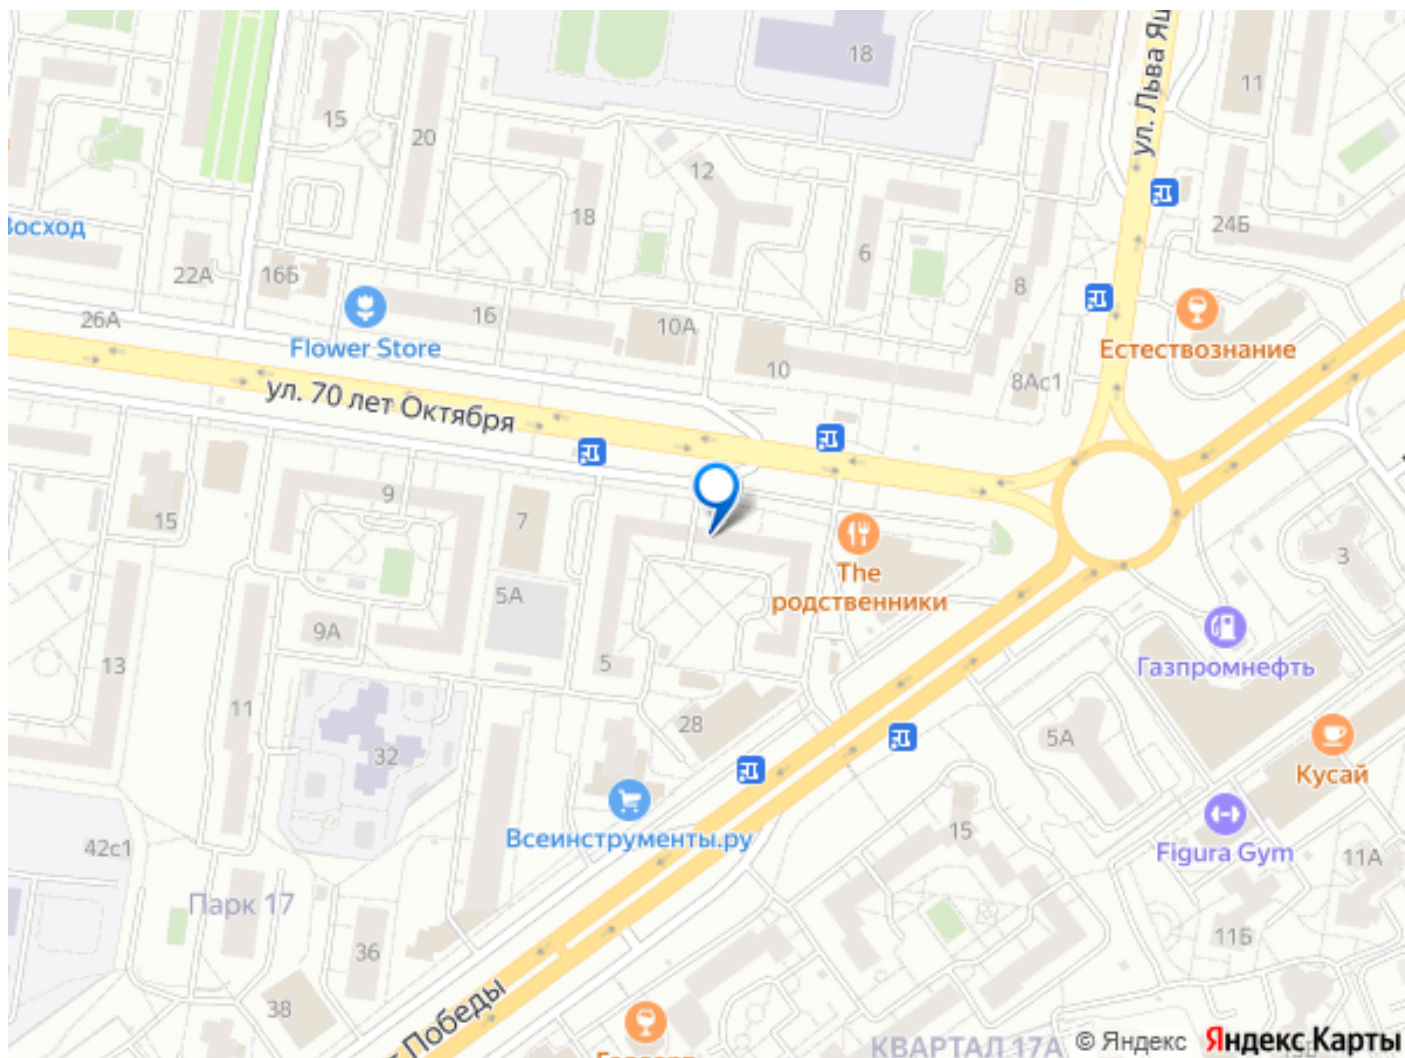 18
ул. Льва Яш
11
15
20
12
18
24Б
6
Восход
22А
16Б
8
26А
16
10А
Flower Store
10
Естествознание
8Ас1
ул. 70 лет Октября
9
15
7
The
родственники
3
5А
9А
13
5
Газпромнефть
11
28
32
5А
Кусай
Всеинструменты.ру
15
Figura Gym
42с1
11А
Парк 17
36
11Б
38
т Победы
КВАРТАЛ 17А
© Яндекс
Яндекс Карты